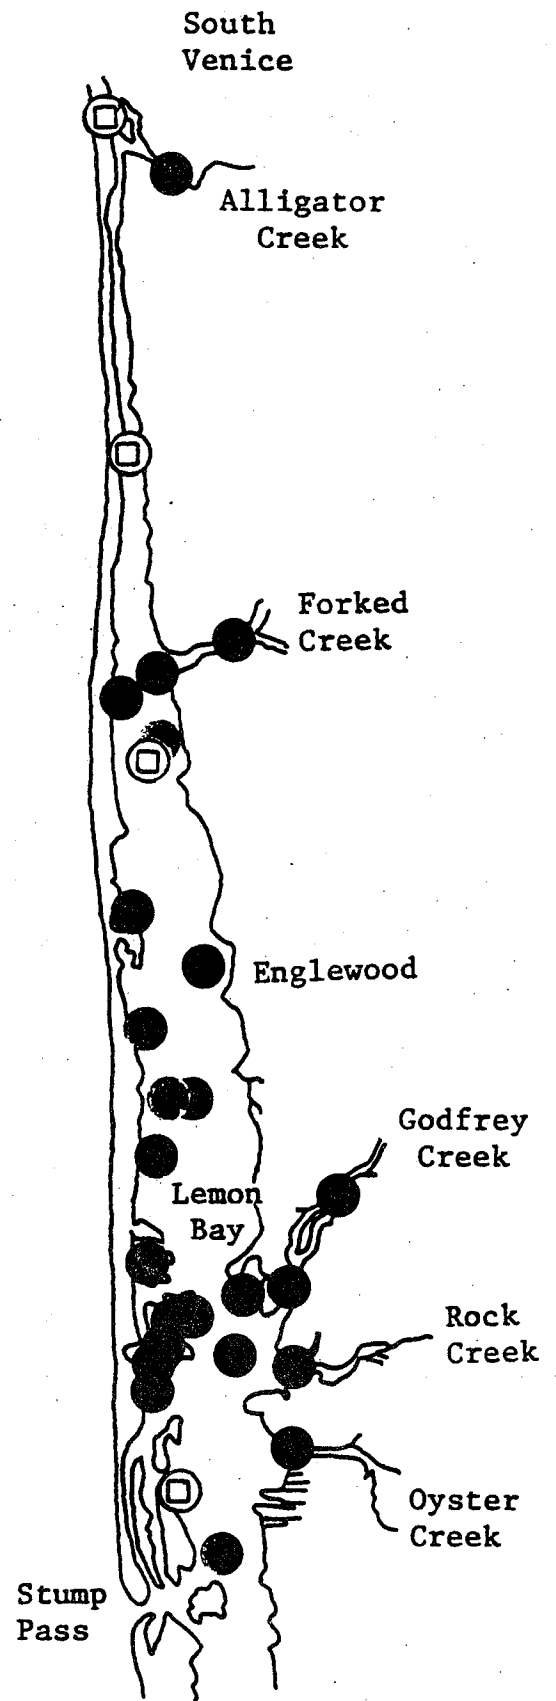 South
Venice
Alligator
Creek
Forked
Creek
Englewood
Godfrey
Creek
Lemon
Bay
Rock
Creek
Oyster
Creek
Stump
Pass